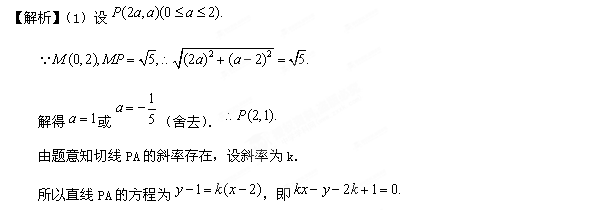 【解析】(1) 设 P(2a,a)(0≤a≤2).
∵M(0,2),MP=√5,∴√((2a)²+(a−2)²)=√5.
解得 a=1 或 a=−1/5 (舍去). ∴P(2,1).
由题意知切线 PA 的斜率存在，设斜率为 k.
所以直线 PA 的方程为 y−1=k(x−2)，即 kx−y−2k+1=0.